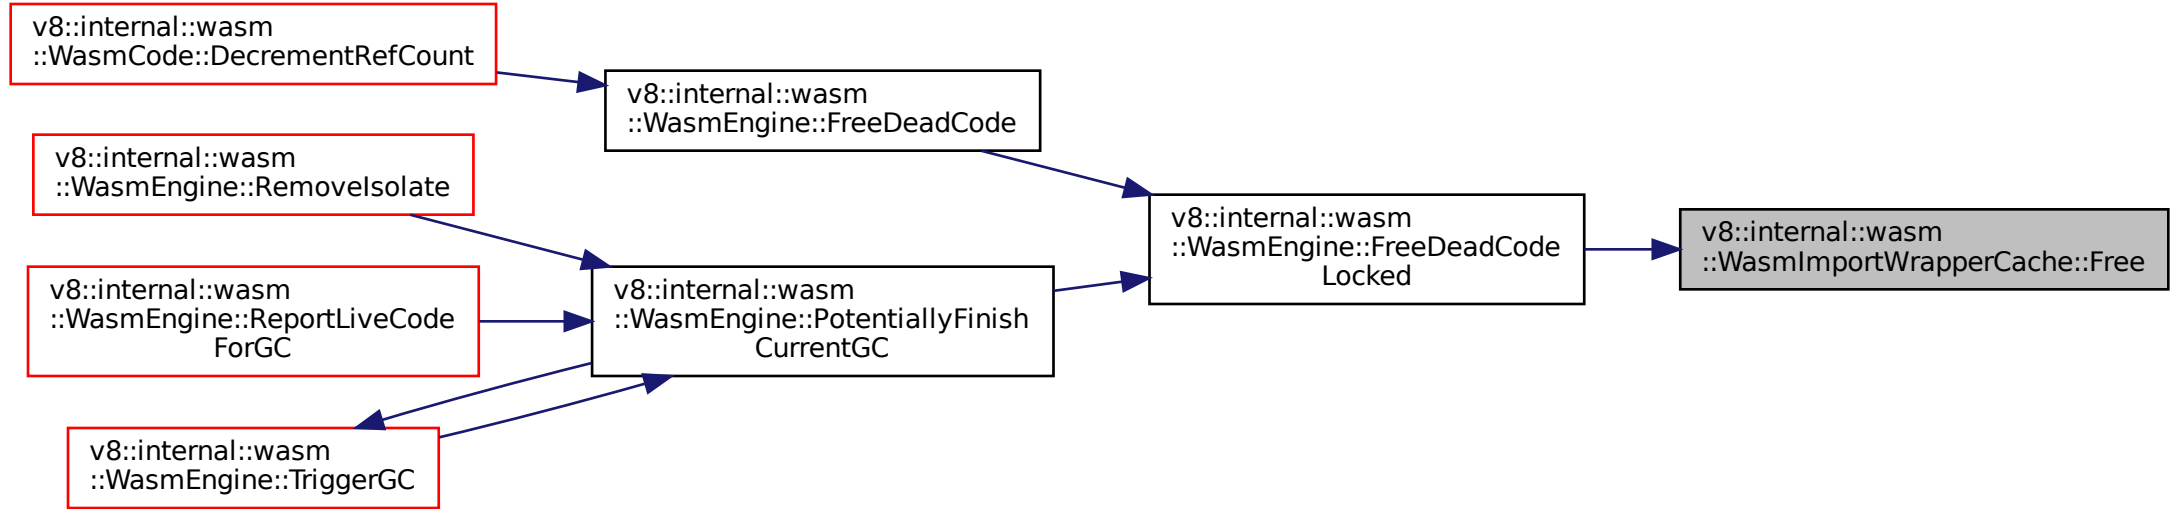 v8::internal::wasm
::WasmCode::DecrementRefCount
v8::internal::wasm
::WasmEngine::FreeDeadCode
v8::internal::wasm
::WasmEngine::RemoveIsolate
v8::internal::wasm
::WasmEngine::FreeDeadCode
Locked
v8::internal::wasm
::WasmImportWrapperCache::Free
v8::internal::wasm
::WasmEngine::ReportLiveCode
ForGC
v8::internal::wasm
::WasmEngine::PotentiallyFinish
CurrentGC
v8::internal::wasm
::WasmEngine::TriggerGC